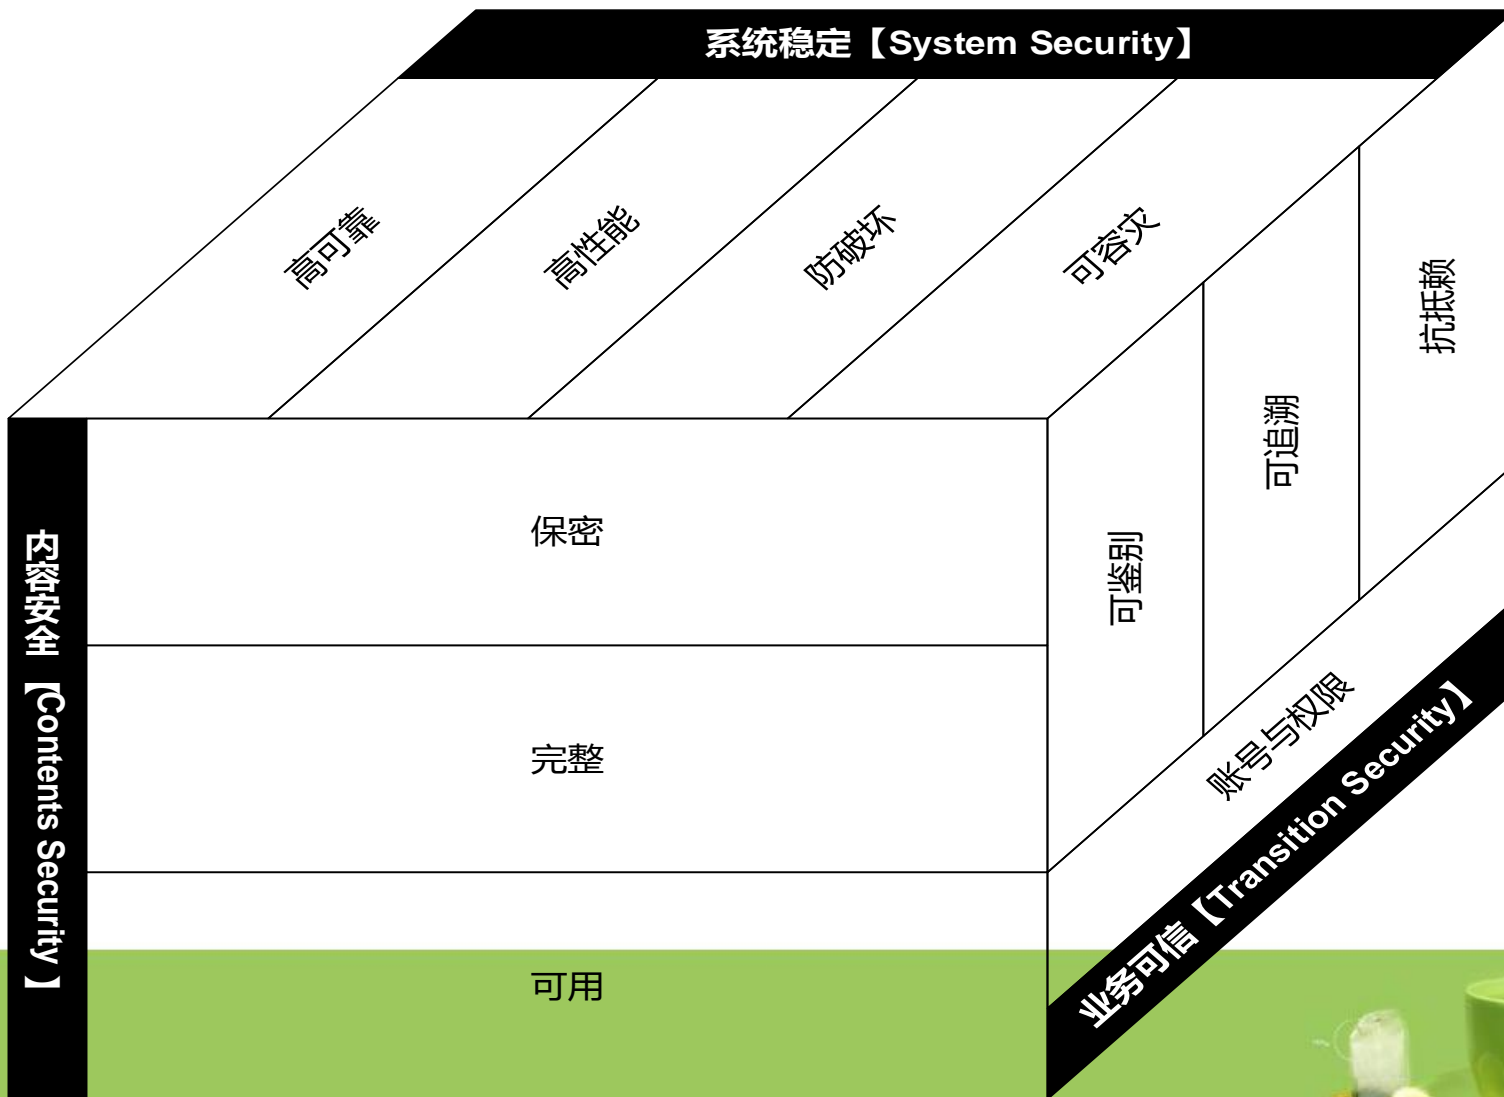 系统稳定【System Security】
高可靠
高性能
防破坏
可容灾
抗抵赖
可追溯
可鉴别
账号与权限
业务可信【Transition Security】
内容安全【Contents Security】
保密
完整
可用